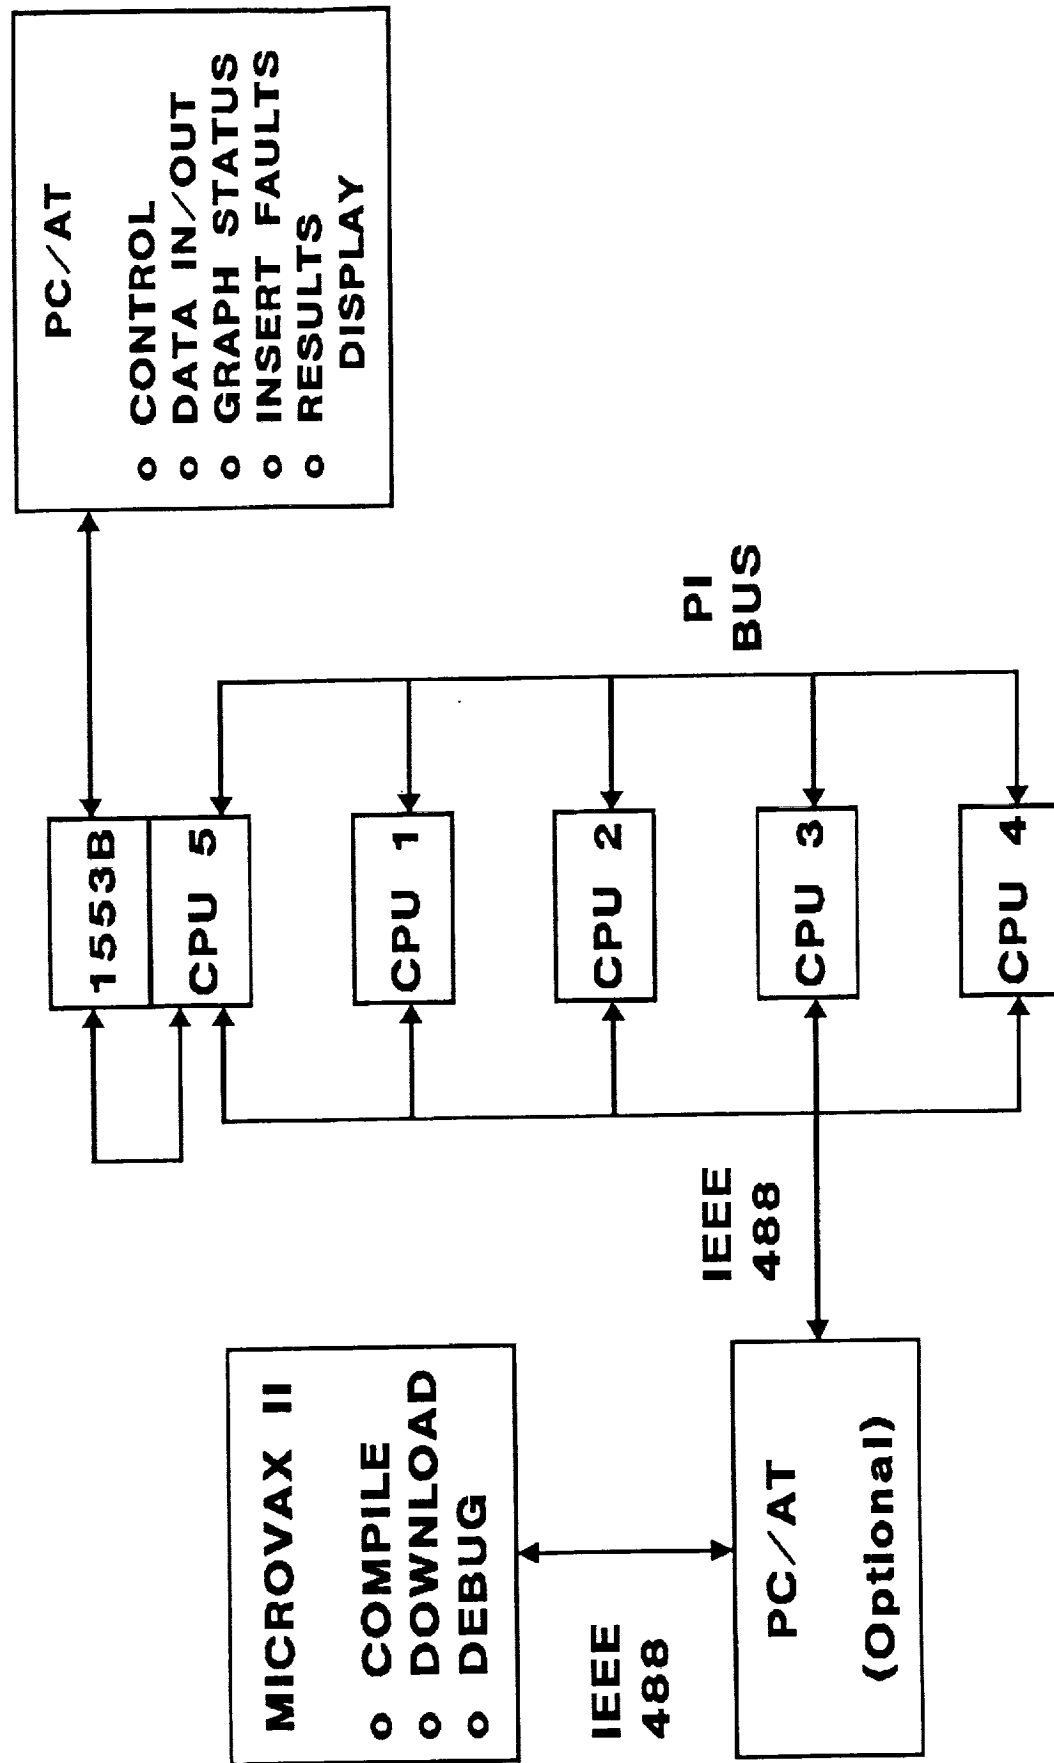 MICROVAX II
o COMPILE
o DOWNLOAD
o DEBUG
IEEE
488
PC/AT
(Optional)
IEEE
488
1553B
CPU 5
CPU 1
CPU 2
CPU 3
CPU 4
PI
BUS
PC/AT
o CONTROL
o DATA IN/OUT
o GRAPH STATUS
o INSERT FAULTS
o RESULTS
DISPLAY